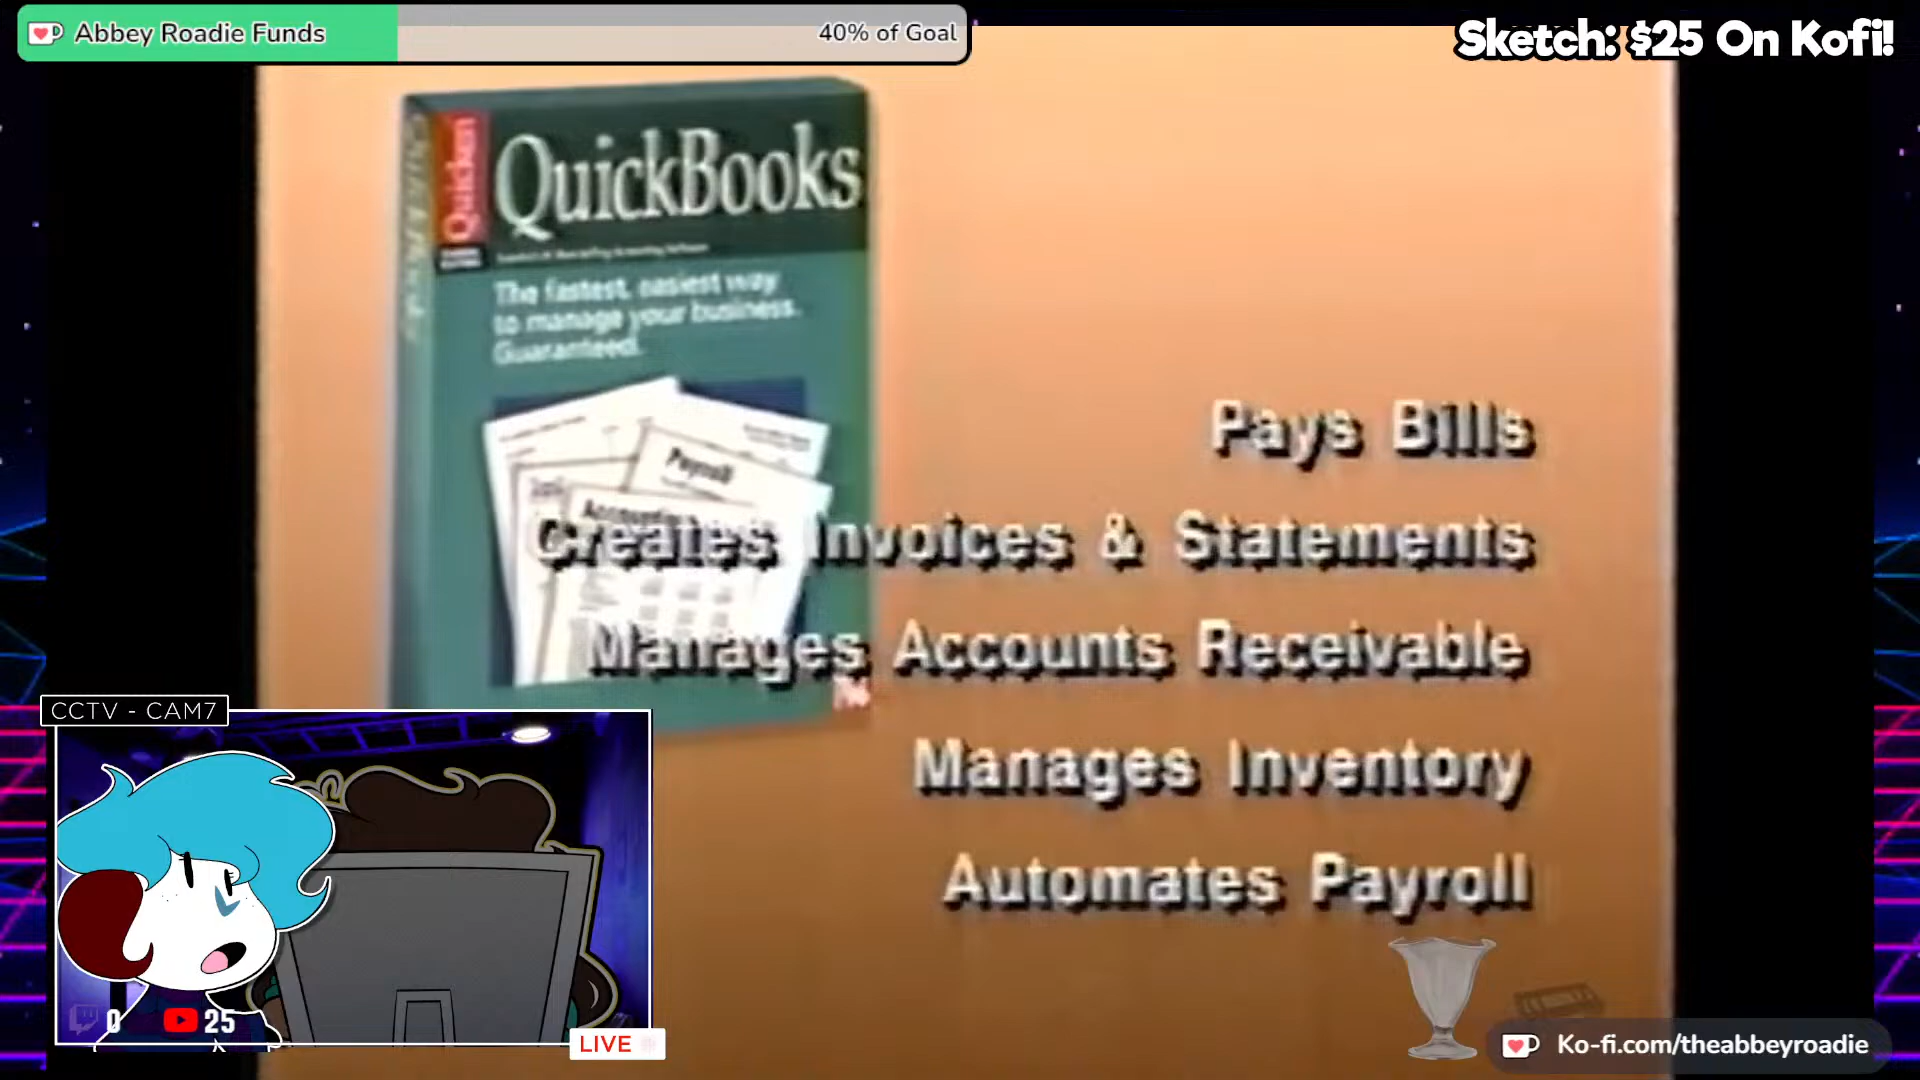 Abbey Roadie Funds
40% of Goal
Sketch: $25 On Kofi!
Quicken
QuickBooks
QuickBooks
The fastest, easiest way
to manage your business.
Guaranteed.
Payroll
Pays Bills
Creates Invoices & Statements
Manages Accounts Receivable
Manages Inventory
Automates Payroll
CCTV - CAM7
0
25
LIVE
Ko-fi.com/theabbeyroadie